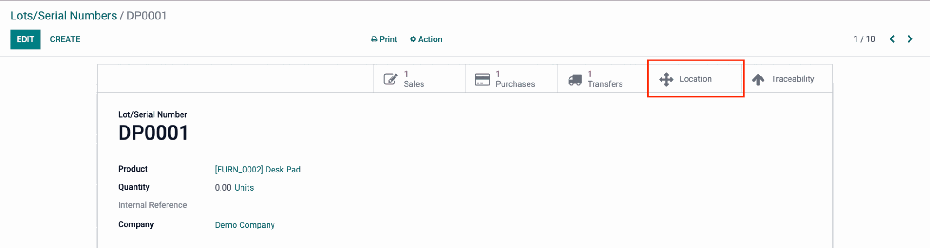 Lots/Serial Numbers / DP0001
EDIT CREATE Print Action 1 / 10
1 Sales
1 Purchases
1 Transfers
Location
Traceability
Lot/Serial Number
DP0001
Product [FURN_0002] Desk Pad
Quantity 0.00 Units
Internal Reference
Company Demo Company